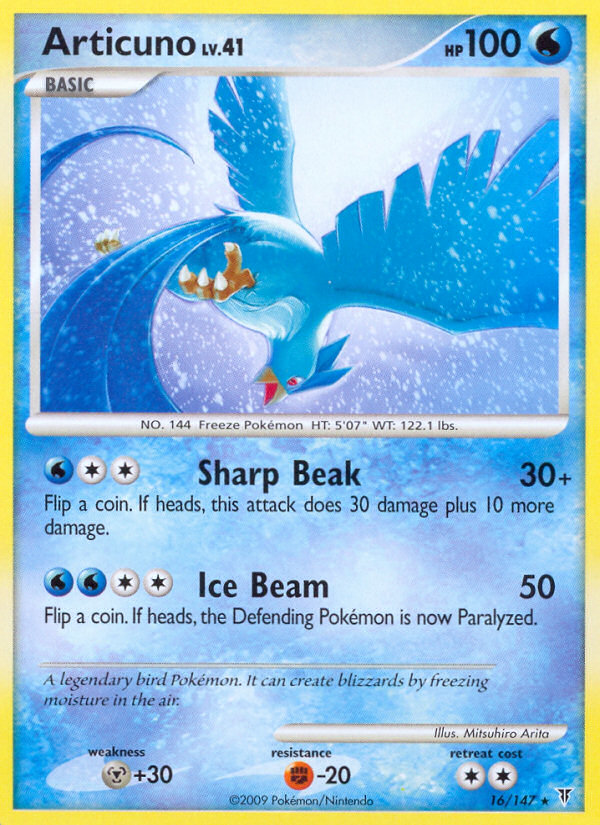 Articuno LV.41
HP 100
BASIC
NO. 144 Freeze Pokémon HT: 5'07" WT: 122.1 lbs.
Sharp Beak 30+
Flip a coin. If heads, this attack does 30 damage plus 10 more
damage.
Ice Beam 50
Flip a coin. If heads, the Defending Pokémon is now Paralyzed.
A legendary bird Pokémon. It can create blizzards by freezing
moisture in the air.
Illus. Mitsuhiro Arita
weakness resistance retreat cost
+30 -20
©2009 Pokémon/Nintendo 16/147 ★